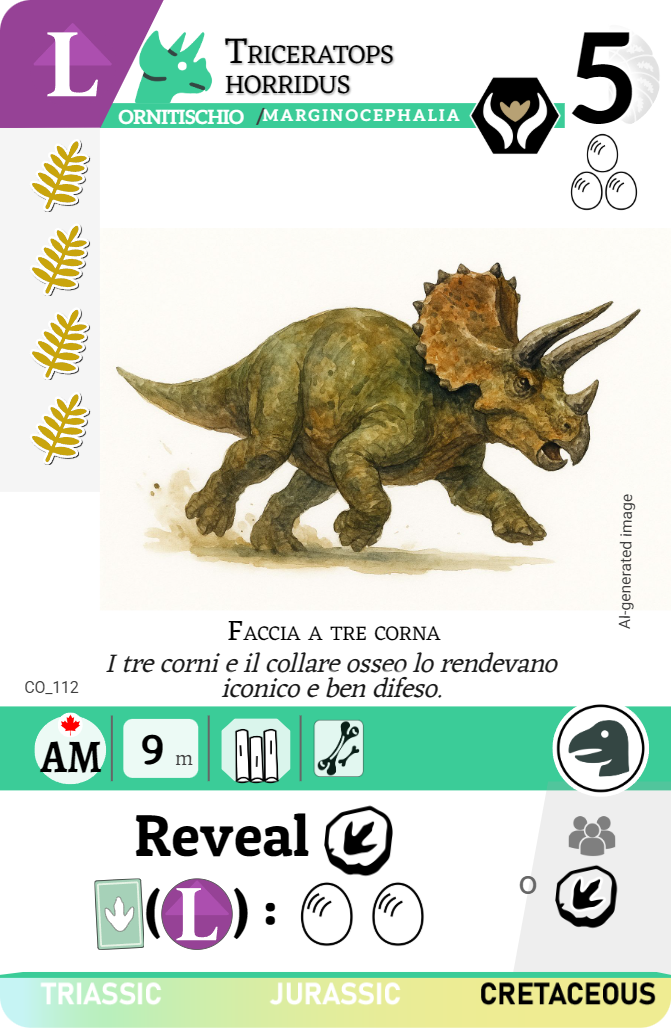 L
TRICERATOPS
HORRIDUS
5
ORNITISCHIO /MARGINOCEPHALIA
AI-generated image
FACCIA A TRE CORNA
I tre corni e il collare osseo lo rendevano
iconico e ben difeso.
CO_112
AM
9 m
Reveal
O
(L) :
TRIASSIC JURASSIC CRETACEOUS